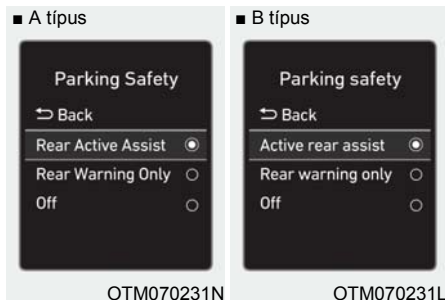 ■ A típus
Parking Safety
Back
Rear Active Assist
Rear Warning Only
Off
OTM070231N
■ B típus
Parking safety
Back
Active rear assist
Rear warning only
Off
OTM070231L